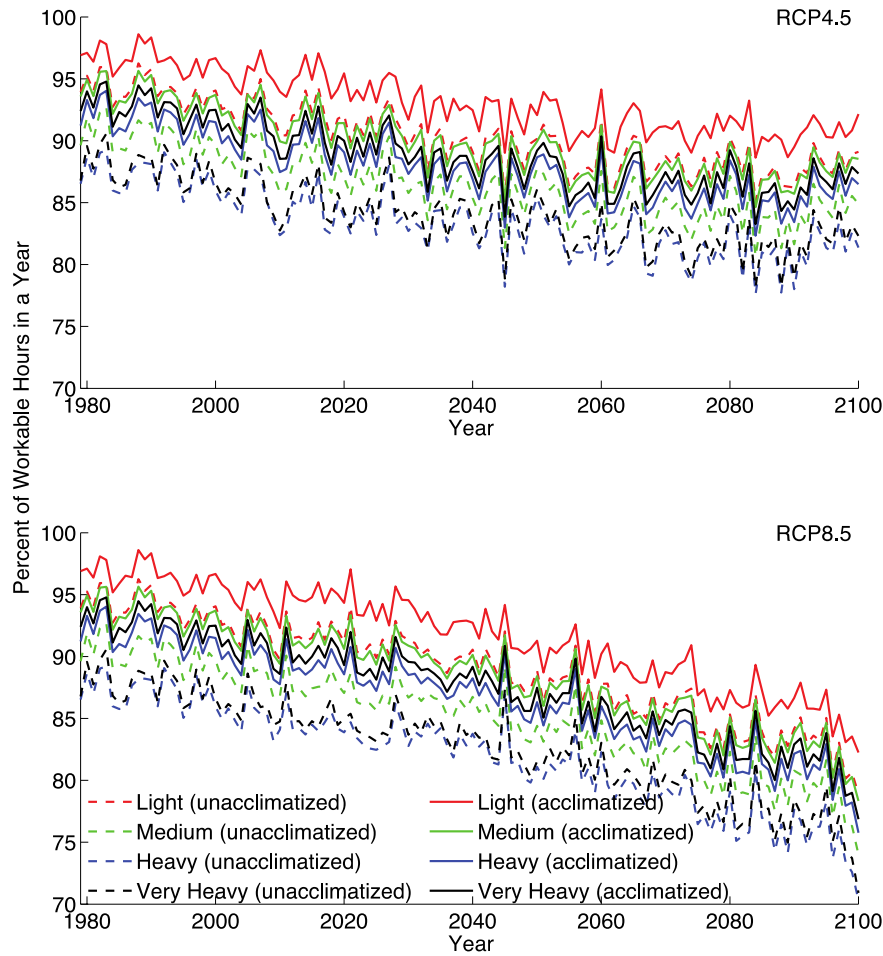 RCP4.5
100
95
90
85
80
75
70
1980 2000 2020 2040 2060 2080 2100
Year
Percent of Workable Hours in a Year
RCP8.5
100
95
90
85
80
75
70
Light (unacclimatized) Light (acclimatized)
Medium (unacclimatized) Medium (acclimatized)
Heavy (unacclimatized) Heavy (acclimatized)
Very Heavy (unacclimatized) Very Heavy (acclimatized)
1980 2000 2020 2040 2060 2080 2100
Year